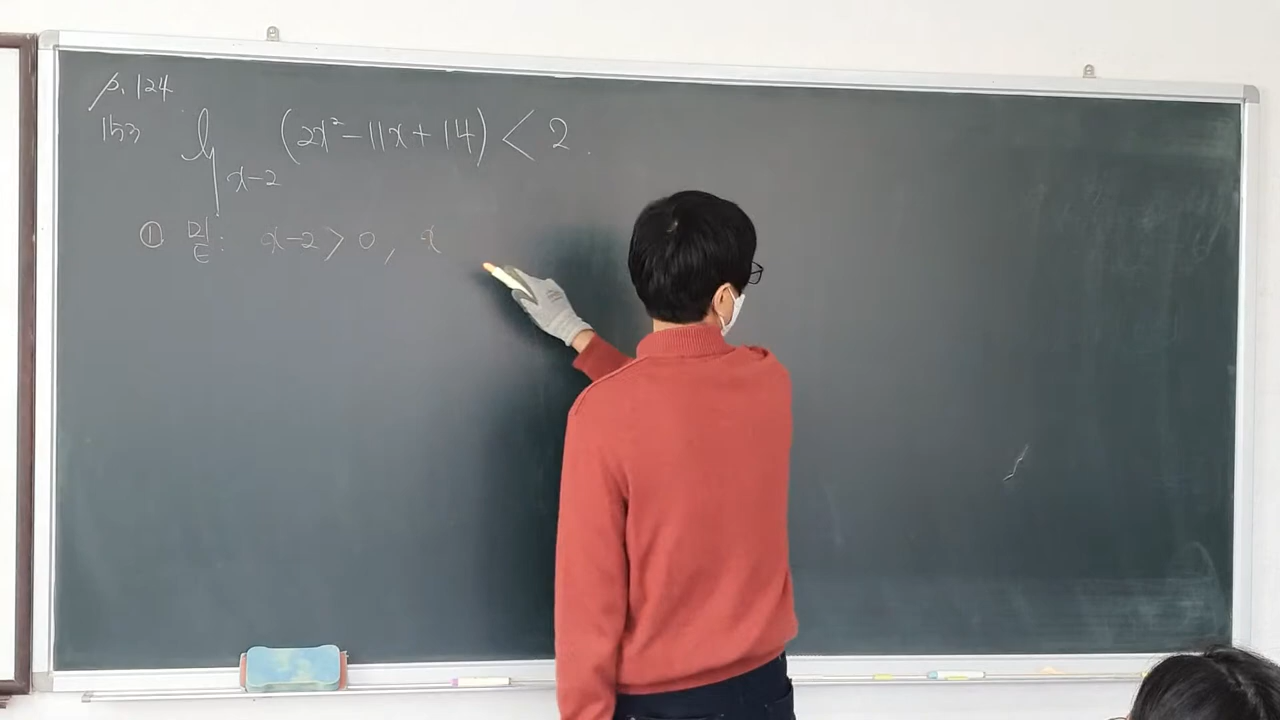 p. 124
153 log_{x-2} (2x² - 11x + 14) < 2.
① 밑: x-2 > 0, x